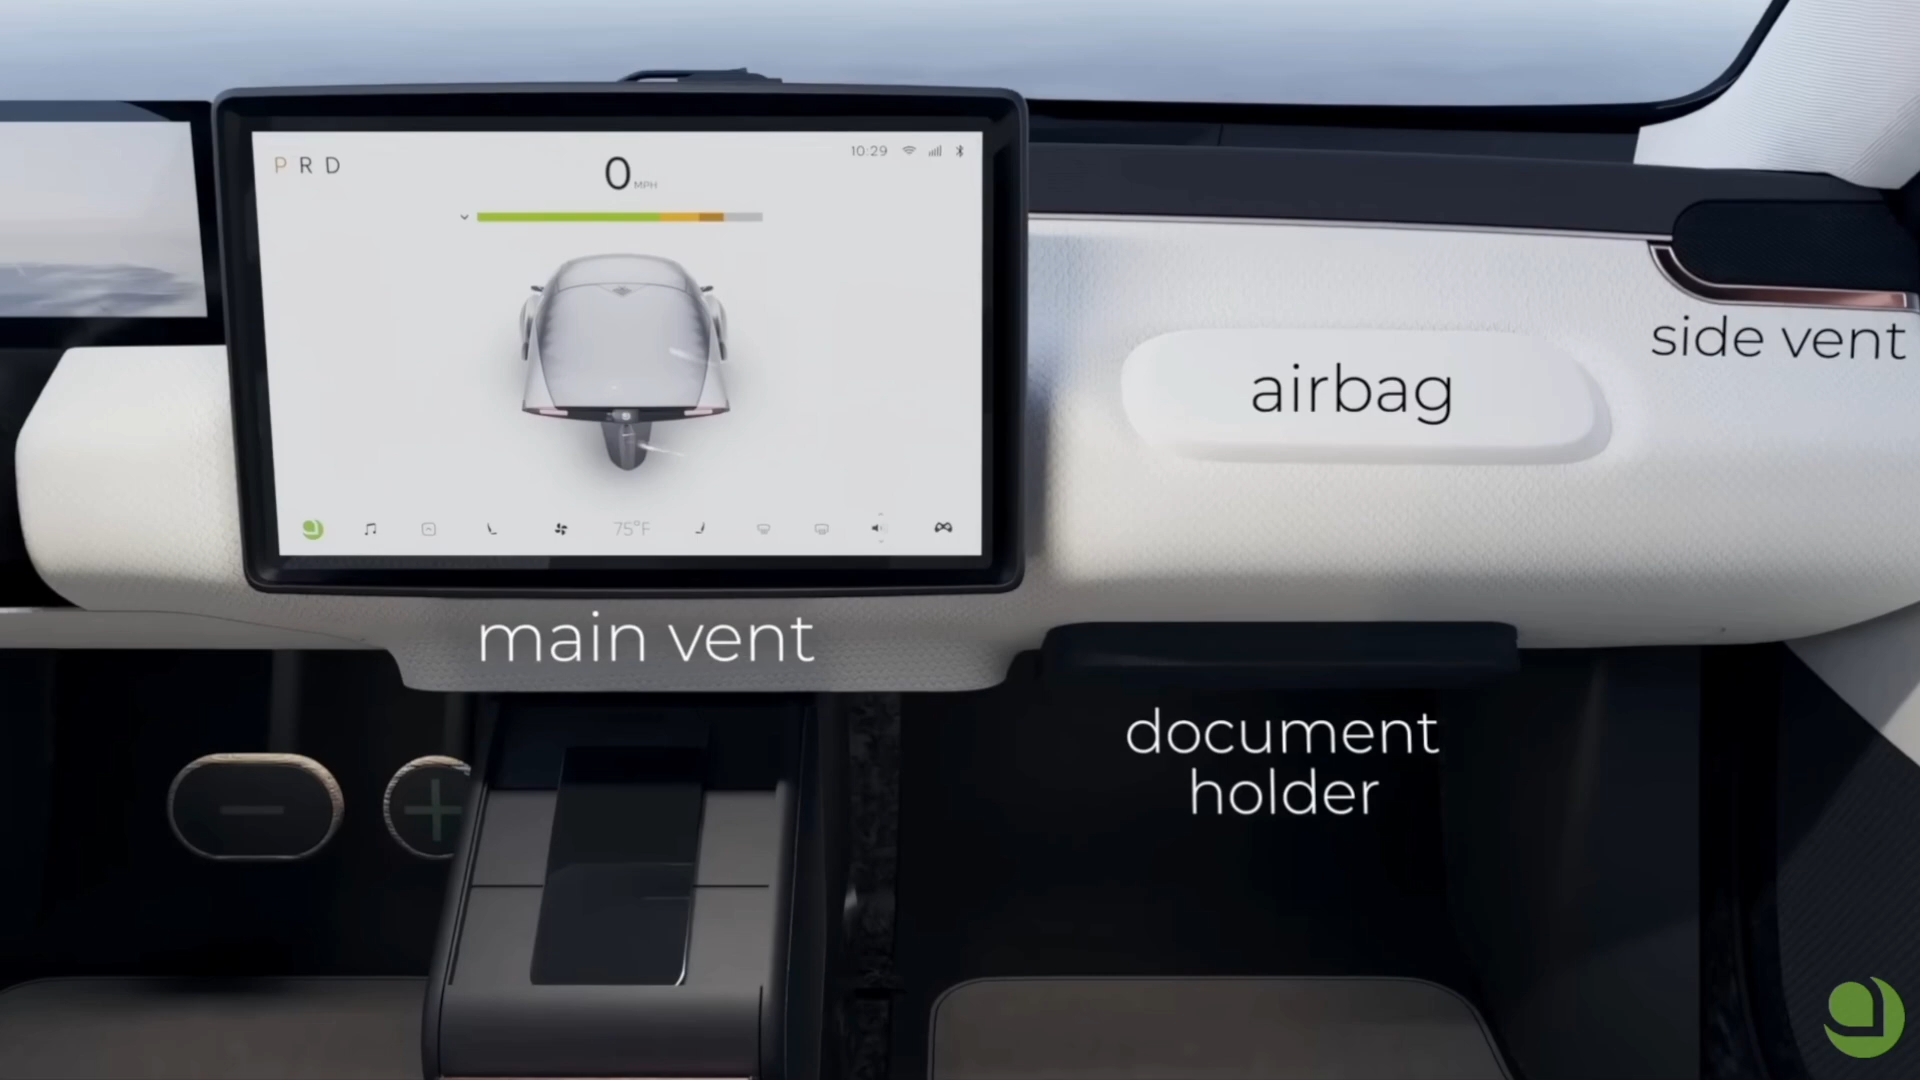 P R D
0 MPH
10:29
75°F
airbag
side vent
main vent
document
holder